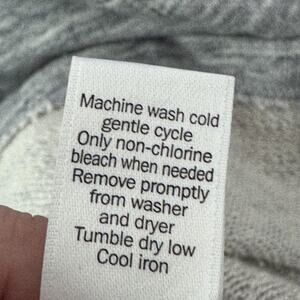 Machine wash cold
gentle cycle
Only non-chlorine
bleach when needed
Remove promptly
from washer
and dryer
Tumble dry low
Cool iron